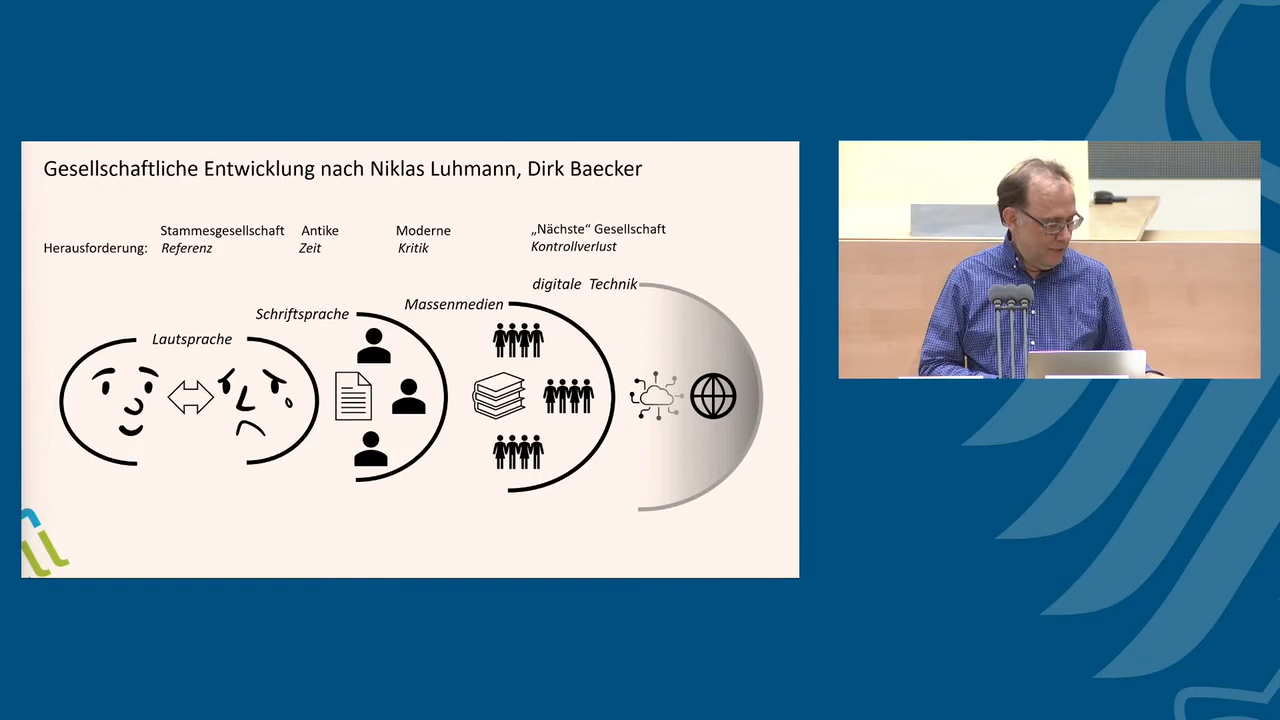 Gesellschaftliche Entwicklung nach Niklas Luhmann, Dirk Baecker
Stammesgesellschaft Antike Moderne „Nächste“ Gesellschaft
Herausforderung: Referenz Zeit Kritik Kontrollverlust
digitale Technik
Massenmedien
Schriftsprache
Lautsprache